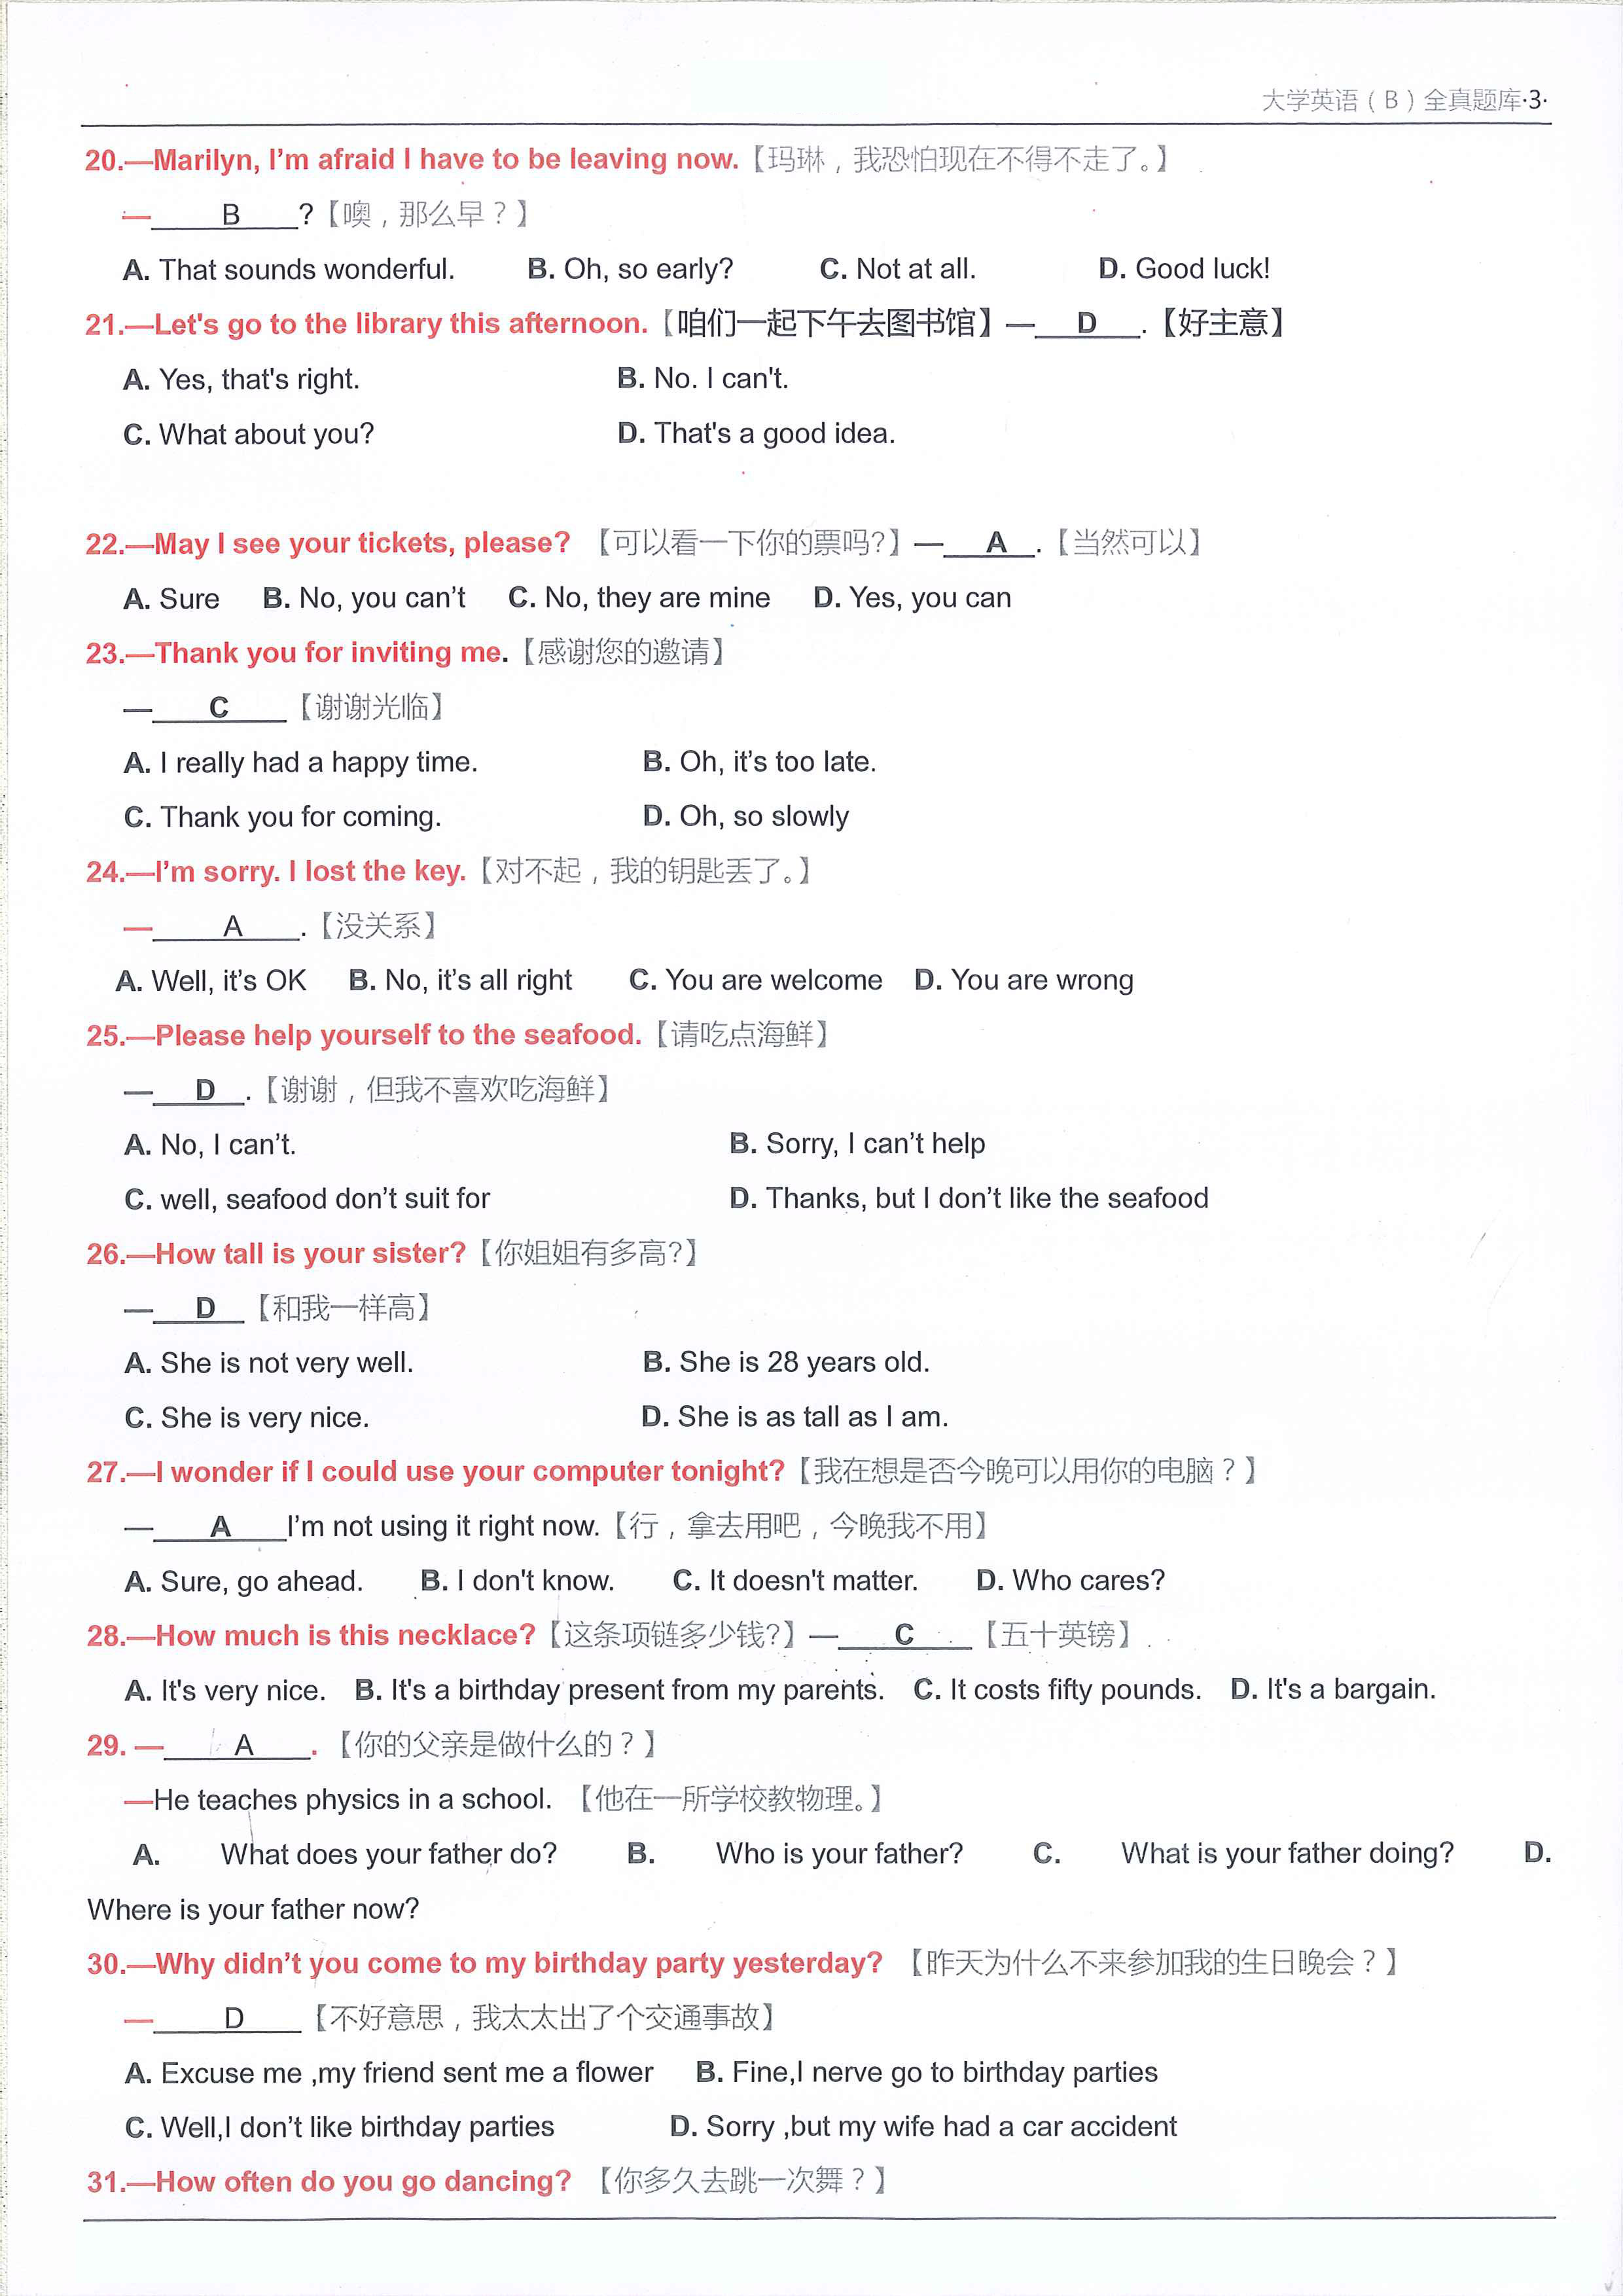 大学英语（B）全真题库·3·
20.—Marilyn, I’m afraid I have to be leaving now.【玛琳，我恐怕现在不得不走了。】
—____B____?【噢，那么早？】
A. That sounds wonderful. B. Oh, so early? C. Not at all. D. Good luck!
21.—Let's go to the library this afternoon.【咱们一起下午去图书馆】—___D___.【好主意】
A. Yes, that's right. B. No. I can't.
C. What about you? D. That's a good idea.
22.—May I see your tickets, please? 【可以看一下你的票吗?】—___A__.【当然可以】
A. Sure B. No, you can’t C. No, they are mine D. Yes, you can
23.—Thank you for inviting me.【感谢您的邀请】
—____C____【谢谢光临】
A. I really had a happy time. B. Oh, it’s too late.
C. Thank you for coming. D. Oh, so slowly
24.—I’m sorry. I lost the key.【对不起，我的钥匙丢了。】
—_____A____.【没关系】
A. Well, it’s OK B. No, it’s all right C. You are welcome D. You are wrong
25.—Please help yourself to the seafood.【请吃点海鲜】
—___D__.【谢谢，但我不喜欢吃海鲜】
A. No, I can’t. B. Sorry, I can’t help
C. well, seafood don’t suit for D. Thanks, but I don’t like the seafood
26.—How tall is your sister?【你姐姐有多高?】
—___D__【和我一样高】
A. She is not very well. B. She is 28 years old.
C. She is very nice. D. She is as tall as I am.
27.—I wonder if I could use your computer tonight?【我在想是否今晚可以用你的电脑？】
—____A____I’m not using it right now.【行，拿去用吧，今晚我不用】
A. Sure, go ahead. B. I don't know. C. It doesn't matter. D. Who cares?
28.—How much is this necklace?【这条项链多少钱?】—____C____【五十英镑】
A. It's very nice. B. It's a birthday present from my parents. C. It costs fifty pounds. D. It's a bargain.
29. —_____A____. 【你的父亲是做什么的？】
—He teaches physics in a school. 【他在一所学校教物理。】
A. What does your father do? B. Who is your father? C. What is your father doing? D.
Where is your father now?
30.—Why didn’t you come to my birthday party yesterday? 【昨天为什么不来参加我的生日晚会？】
—_____D____【不好意思，我太太出了个交通事故】
A. Excuse me ,my friend sent me a flower B. Fine,I nerve go to birthday parties
C. Well,I don’t like birthday parties D. Sorry ,but my wife had a car accident
31.—How often do you go dancing? 【你多久去跳一次舞？】